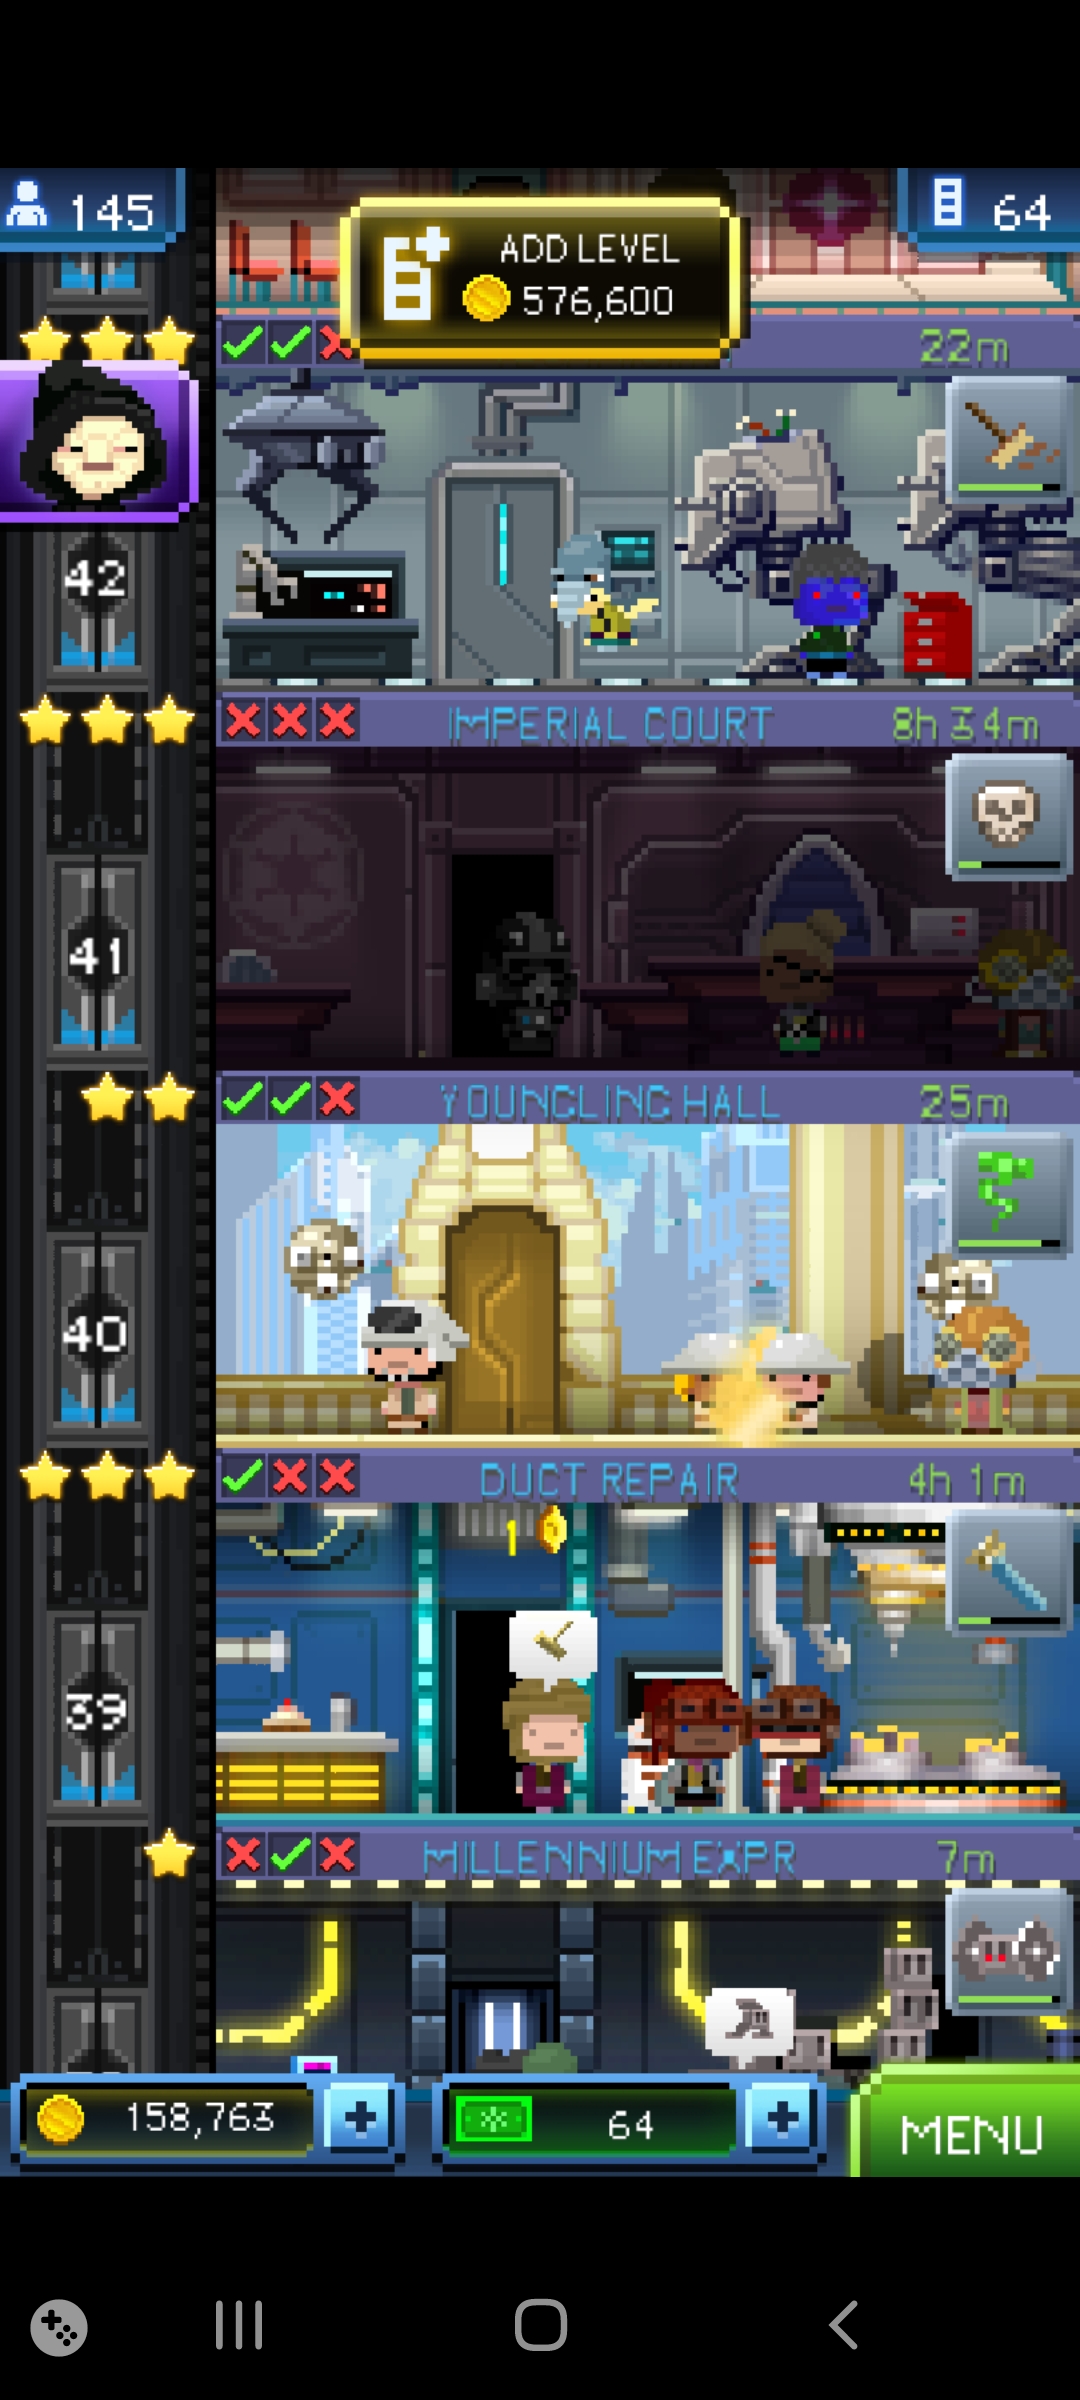 145
64
ADD LEVEL
576,600
22m
42
IMPERIAL COURT
8h 34m
41
YOUNGLING HALL
25m
40
DUCT REPAIR
4h 1m
1
39
MILLENNIUM EXPR
7m
158,763
64
MENU